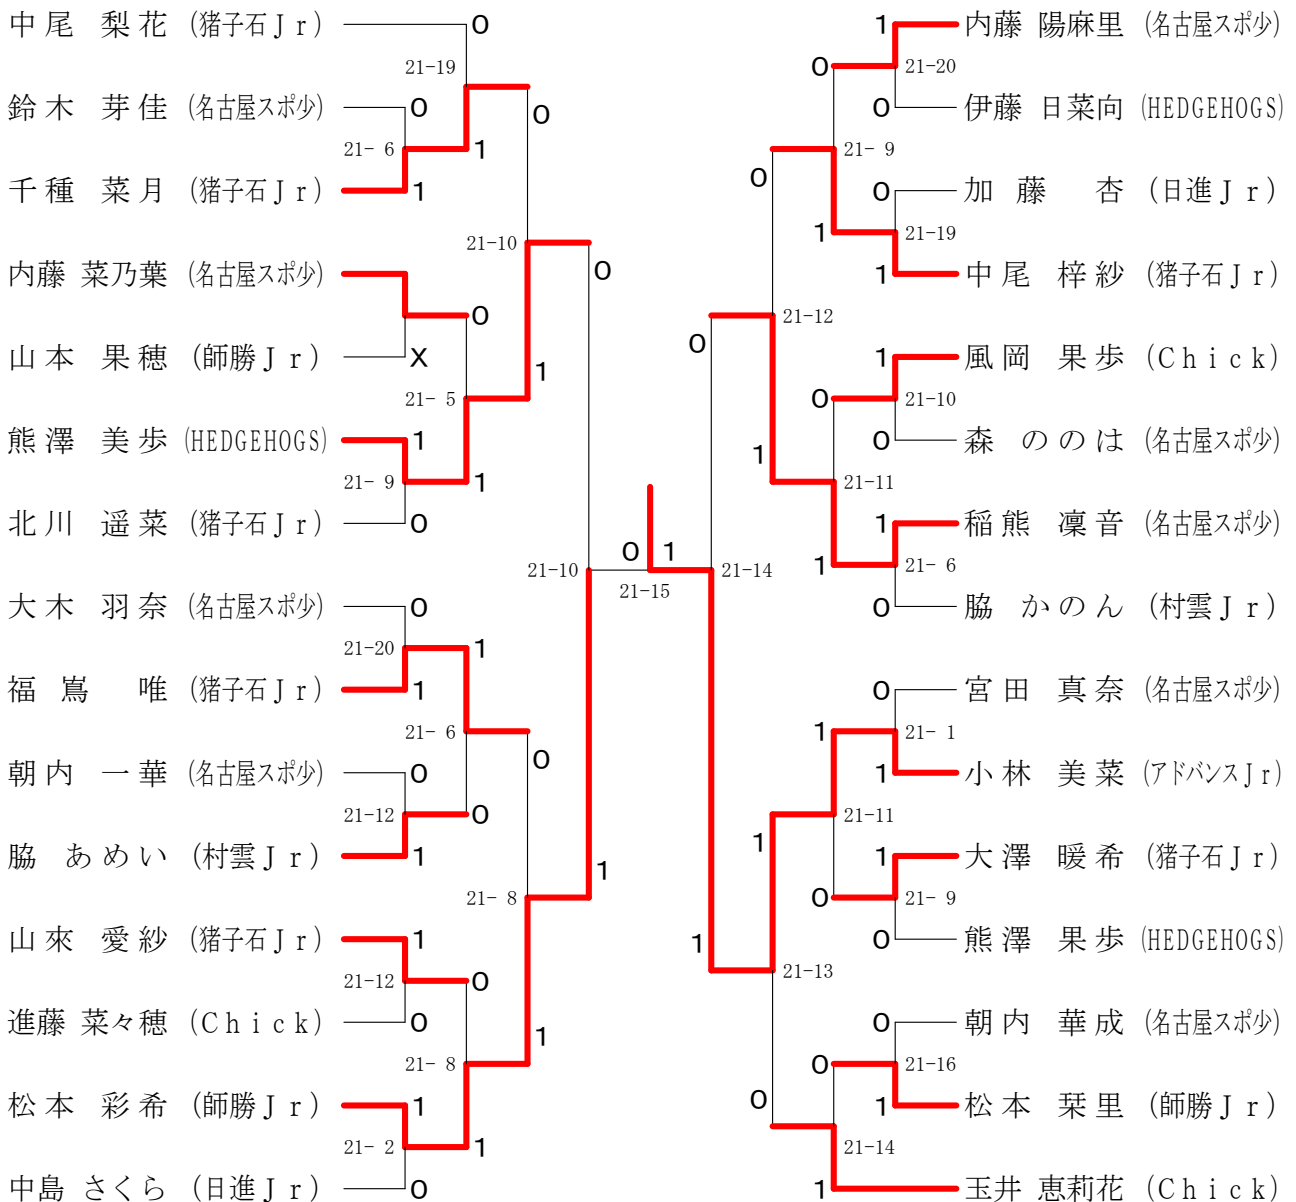 中尾 梨花 (猪子石Jr) 0
21-19
鈴木 芽佳 (名古屋スポ少) 0 0
21- 6 1
千種 菜月 (猪子石Jr) 1
21-10
内藤 菜乃葉 (名古屋スポ少) 0
0
山本 果穂 (師勝Jr) X 1
21- 5
熊澤 美歩 (HEDGEHOGS) 1
21- 9 1
北川 遥菜 (猪子石Jr) 0
21-10
大木 羽奈 (名古屋スポ少) 0
21-20 1
福嶌 唯 (猪子石Jr) 1
21- 6 0
朝内 一華 (名古屋スポ少) 0
21-12 0
脇 あめい (村雲Jr) 1 1
21- 8
山來 愛紗 (猪子石Jr) 1
21-12 0
進藤 菜々穂 (Chick) 0 1
21- 8
松本 彩希 (師勝Jr) 1
21- 2 1
中島 さくら (日進Jr) 0
0 1
21-15
1 内藤 陽麻里 (名古屋スポ少)
0 21-20
0 伊藤 日菜向 (HEDGEHOGS)
21- 9
0 0 加藤 杏 (日進Jr)
1 21-19
1 中尾 梓紗 (猪子石Jr)
21-12
0 1 風岡 果歩 (Chick)
0 21-10
1 0 森 ののは (名古屋スポ少)
21-11
1 稲熊 凜音 (名古屋スポ少)
1 21- 6
21-14
0 脇 かのん (村雲Jr)
0 宮田 真奈 (名古屋スポ少)
1 21- 1
1 小林 美菜 (アドバンスJr)
21-11
1 1 大澤 暖希 (猪子石Jr)
0 21- 9
1 0 熊澤 果歩 (HEDGEHOGS)
21-13
0 朝内 華成 (名古屋スポ少)
0 21-16
0 1 松本 栞里 (師勝Jr)
21-14
1 玉井 恵莉花 (Chick)